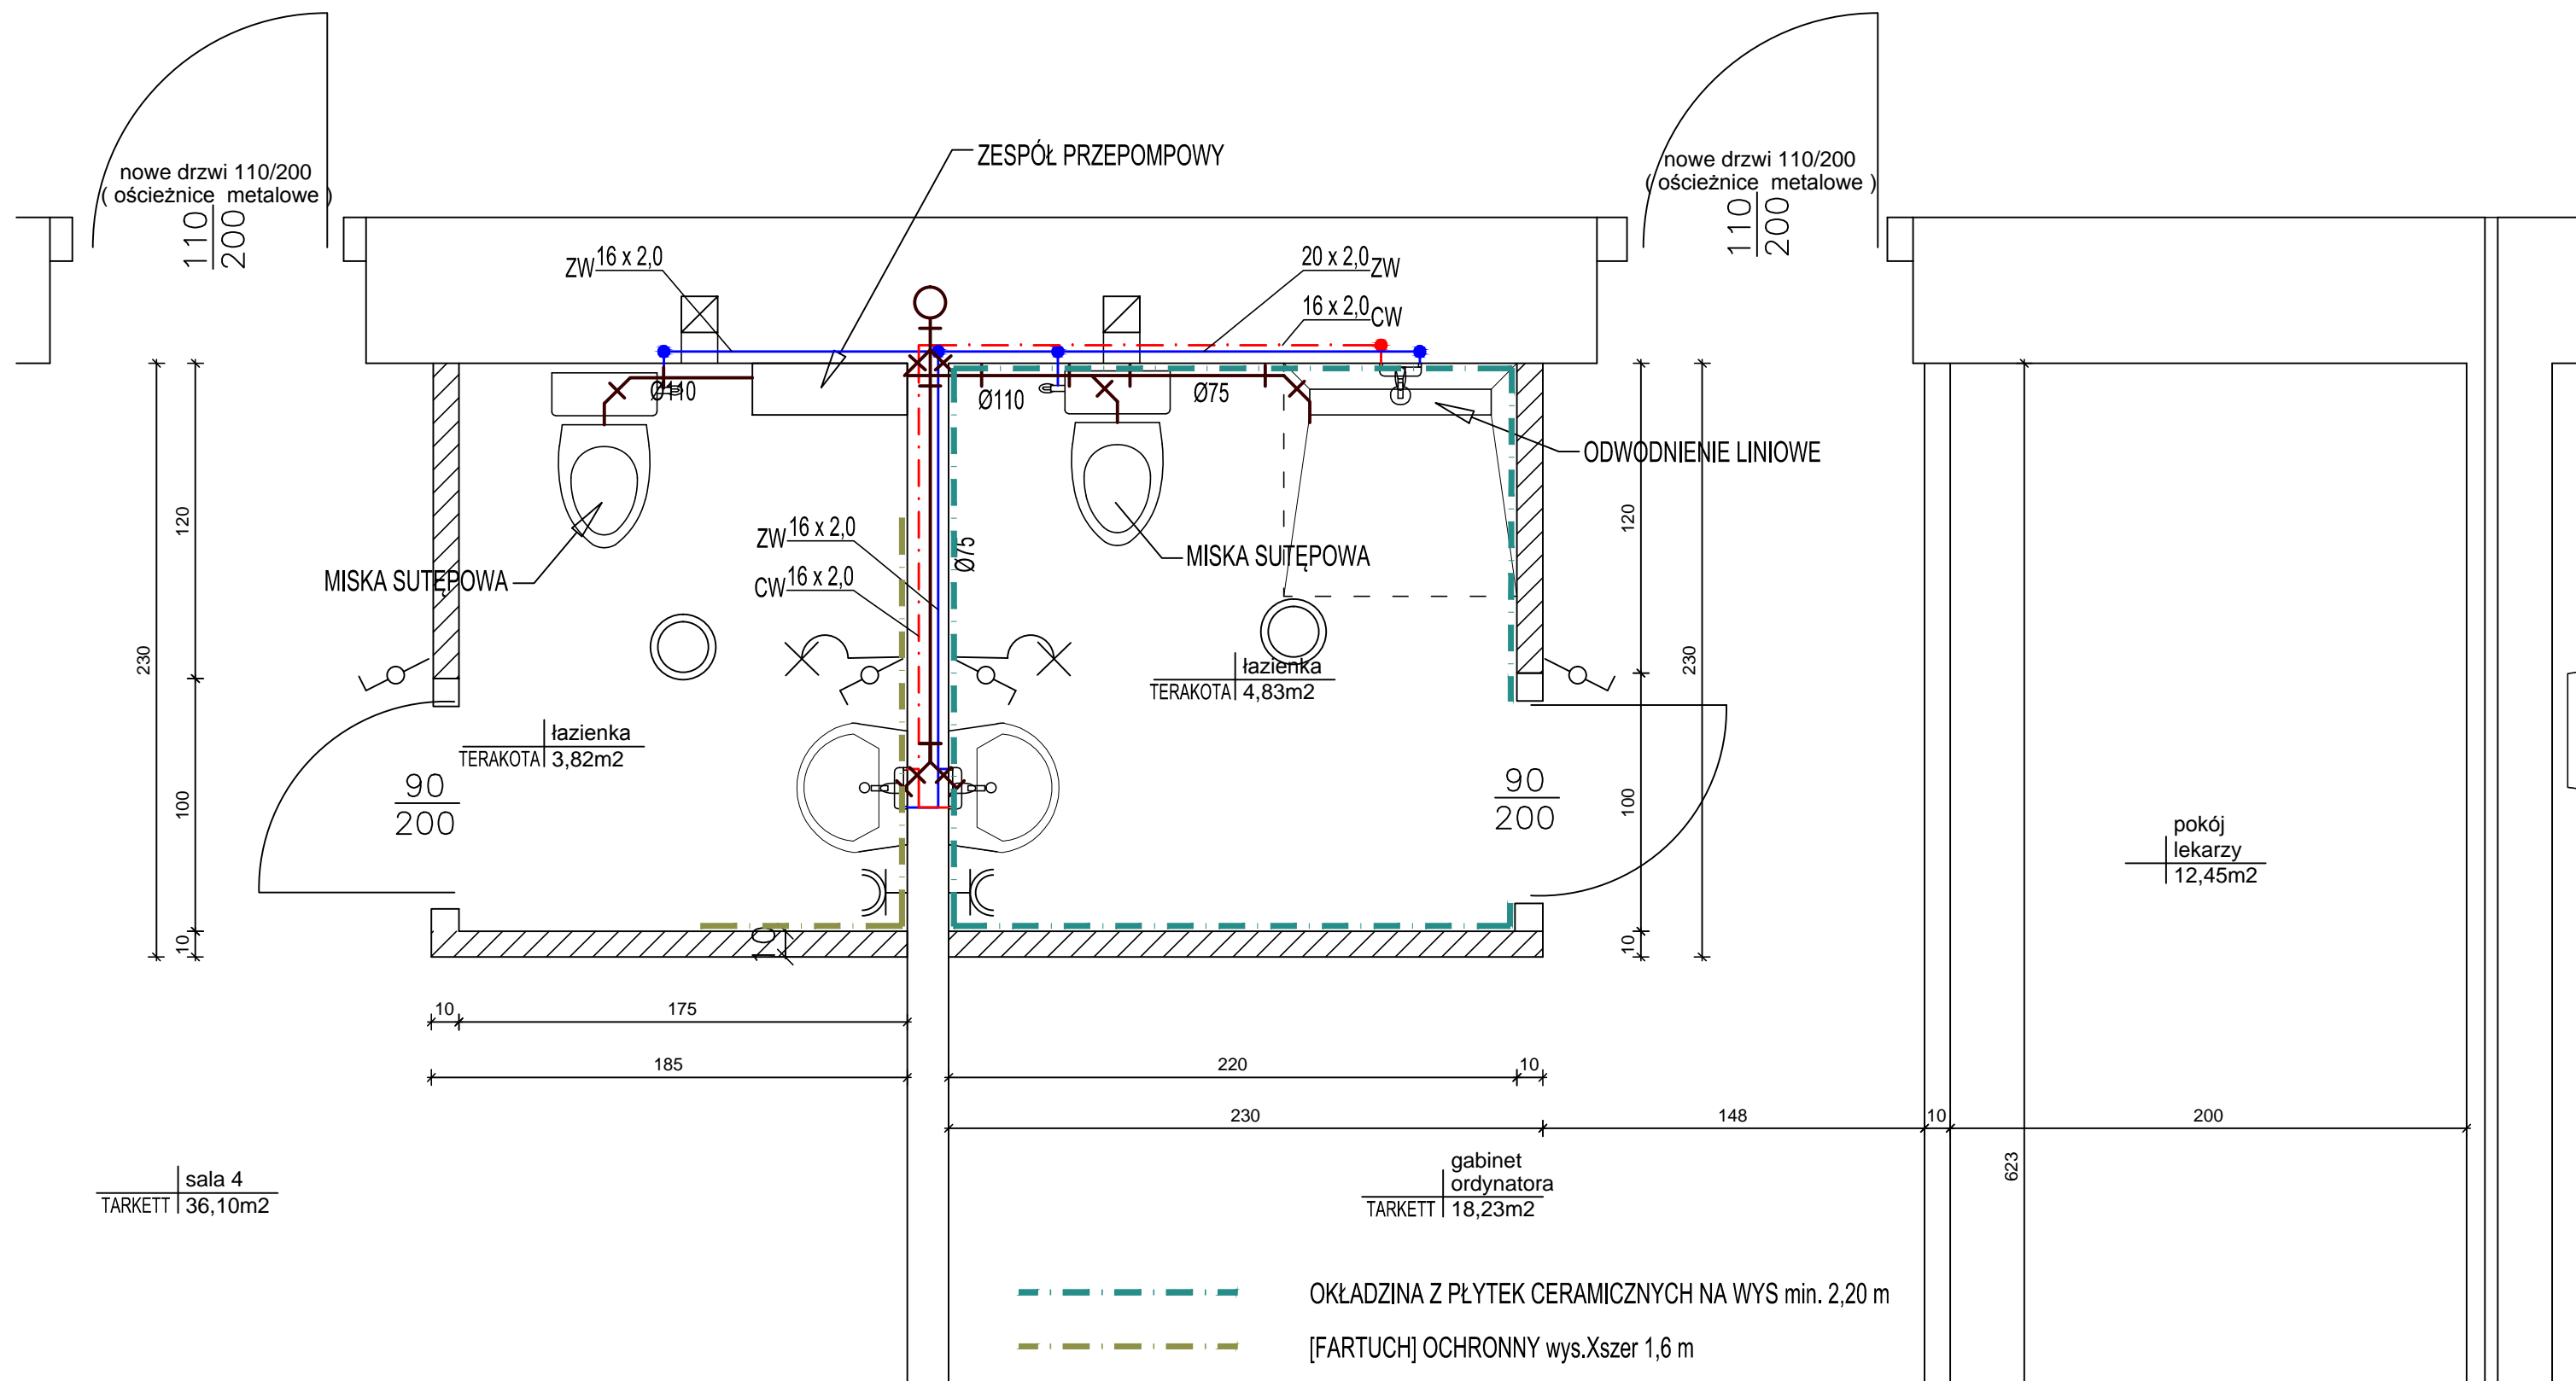 ZESPÓŁ PRZEPOMPOWY
nowe drzwi 110/200
( ościeżnice metalowe )
110
200
nowe drzwi 110/200
( ościeżnice metalowe )
110
200
ZW 16 x 2,0
20 x 2,0 ZW
16 x 2,0 CW
Ø110
Ø110
Ø75
ODWODNIENIE LINIOWE
120
ZW 16 x 2,0
CW 16 x 2,0
Ø75
MISKA SUTĘPOWA
MISKA SUTĘPOWA
120
230
230
łazienka
TERAKOTA 4,83m2
łazienka
TERAKOTA 3,82m2
90
200
90
200
100
100
pokój
lekarzy
12,45m2
10
10
10
10
175
185
220
10
230
148
10
200
623
sala 4
TARKETT 36,10m2
gabinet
ordynatora
TARKETT 18,23m2
OKŁADZINA Z PŁYTEK CERAMICZNYCH NA WYS min. 2,20 m
[FARTUCH] OCHRONNY wys.Xszer 1,6 m